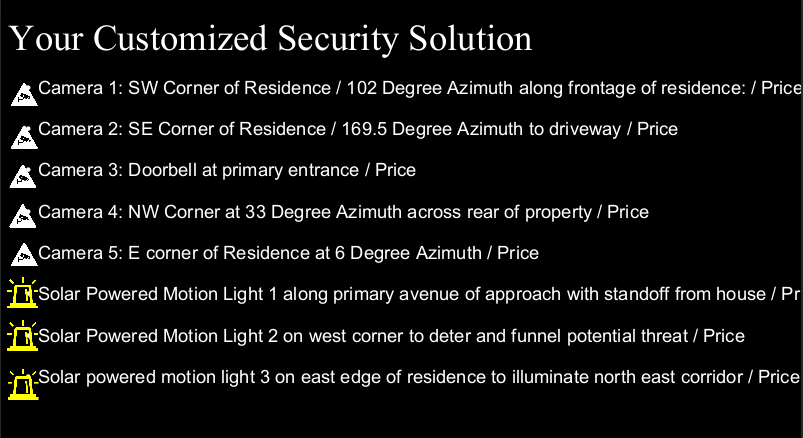 Your Customized Security Solution
Camera 1: SW Corner of Residence / 102 Degree Azimuth along frontage of residence: / Price
Camera 2: SE Corner of Residence / 169.5 Degree Azimuth to driveway / Price
Camera 3: Doorbell at primary entrance / Price
Camera 4: NW Corner at 33 Degree Azimuth across rear of property / Price
Camera 5: E corner of Residence at 6 Degree Azimuth / Price
Solar Powered Motion Light 1 along primary avenue of approach with standoff from house / Pr
Solar Powered Motion Light 2 on west corner to deter and funnel potential threat / Price
Solar powered motion light 3 on east edge of residence to illuminate north east corridor / Price